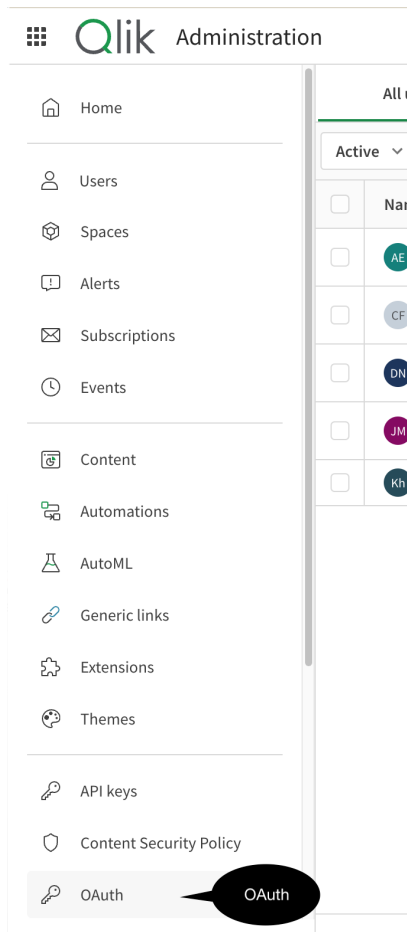 Qlik Administration
Home
Users
Spaces
Alerts
Subscriptions
Events
Content
Automations
AutoML
Generic links
Extensions
Themes
API keys
Content Security Policy
OAuth
OAuth
All
Active
AE
CF
DN
JM
Kh